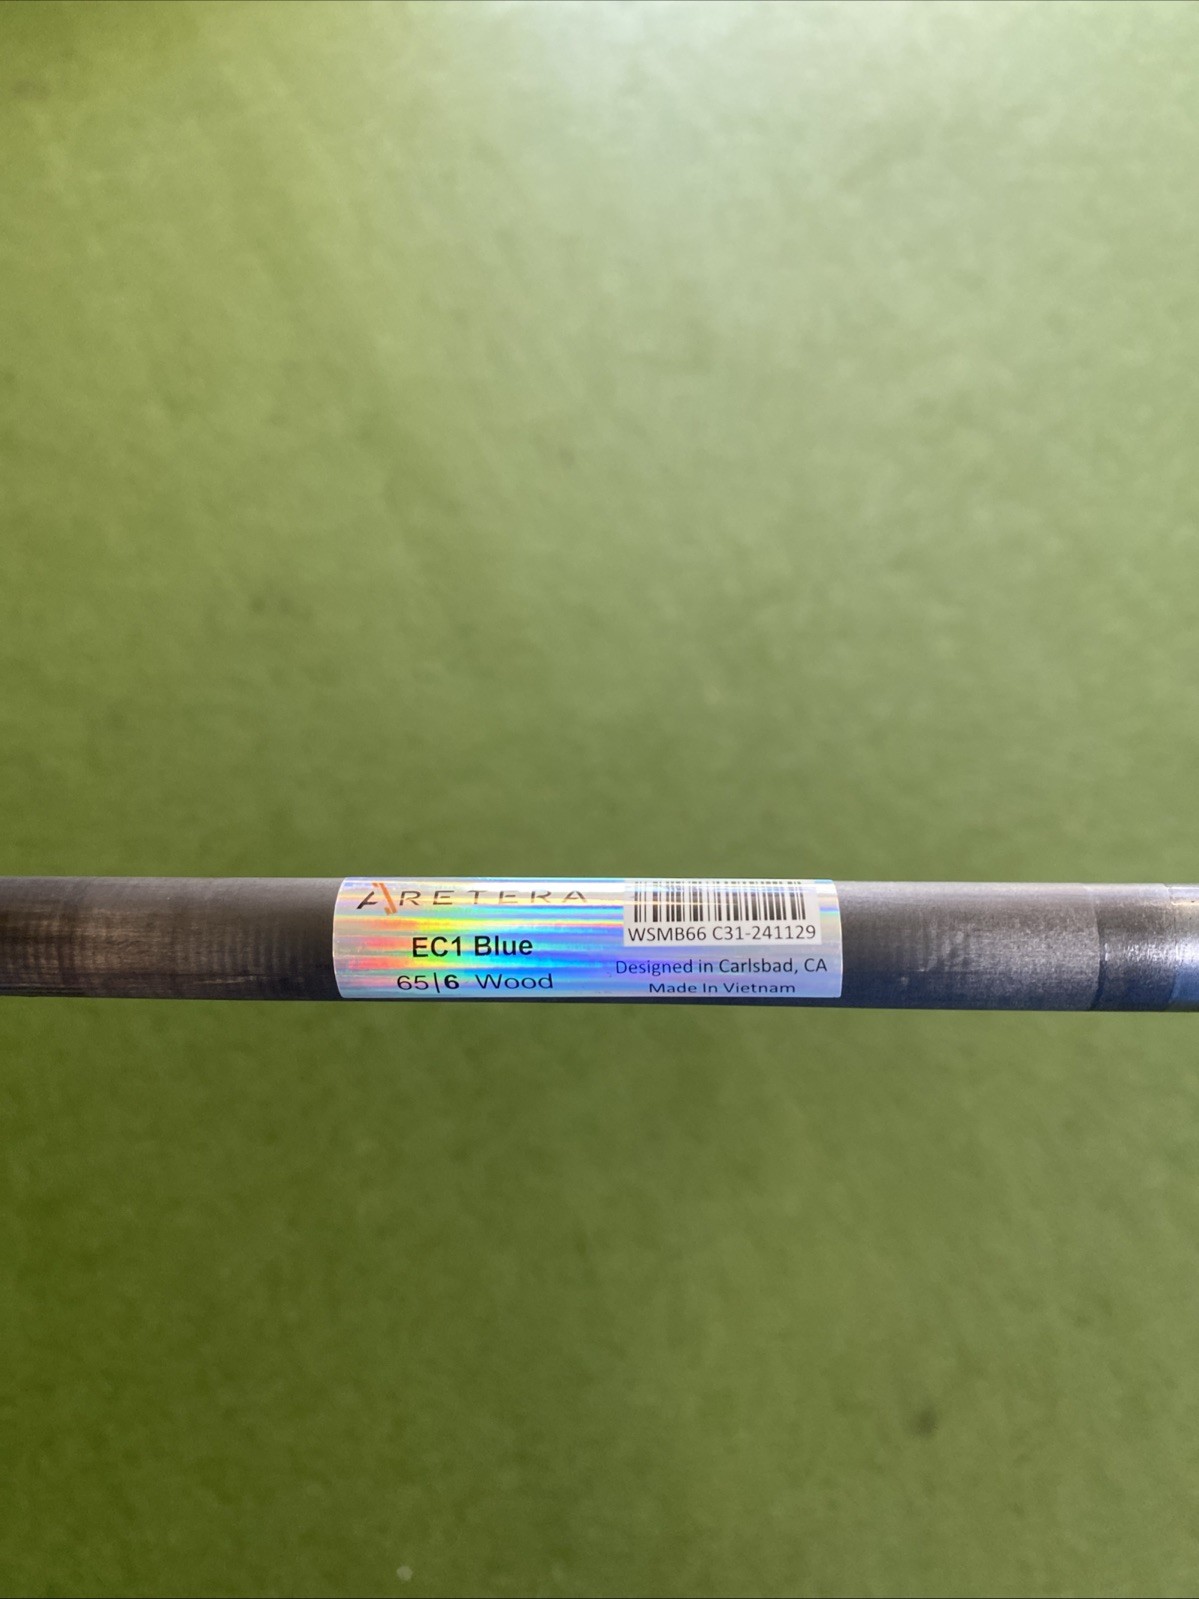 ARETERA
EC1 Blue
65|6 Wood
WSMB66 C31-241129
Designed in Carlsbad, CA
Made In Vietnam